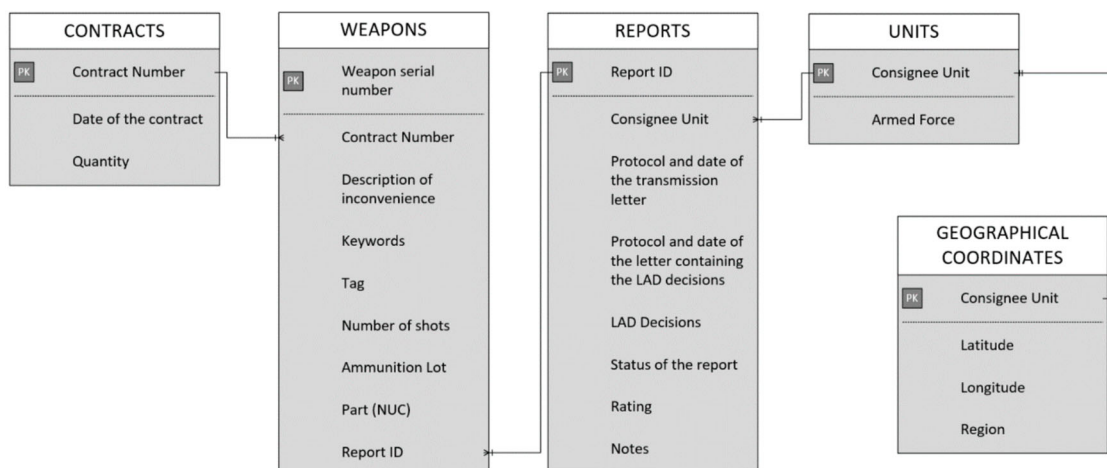 CONTRACTS
PK
Contract Number
Date of the contract
Quantity
WEAPONS
PK
Weapon serial
number
Contract Number
Description of
inconvenience
Keywords
Tag
Number of shots
Ammunition Lot
Part (NUC)
Report ID
REPORTS
PK
Report ID
Consignee Unit
Protocol and date of
the transmission
letter
Protocol and date of
the letter containing
the LAD decisions
LAD Decisions
Status of the report
Rating
Notes
UNITS
PK
Consignee Unit
Armed Force
GEOGRAPHICAL
COORDINATES
PK
Consignee Unit
Latitude
Longitude
Region